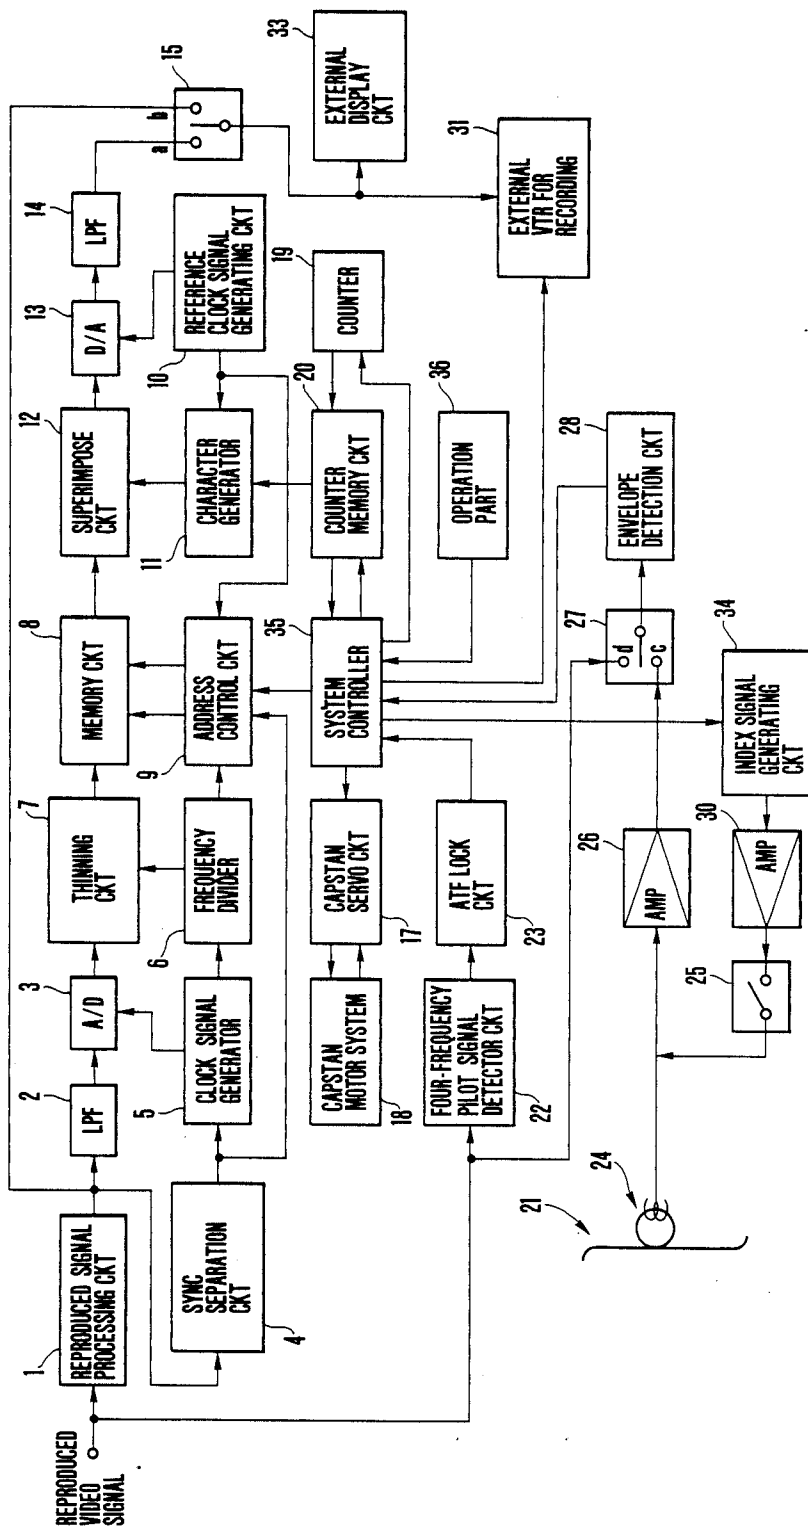 REPRODUCED
VIDEO
SIGNAL
1
REPRODUCED SIGNAL
PROCESSING CKT
2
LPF
3
A/D
7
THINNING
CKT
8
MEMORY CKT
12
SUPERIMPOSE
CKT
13
D/A
14
LPF
a
b
15
SYNC
SEPARATION
CKT
4
5
CLOCK SIGNAL
GENERATOR
6
FREQUENCY
DIVIDER
9
ADDRESS
CONTROL CKT
11
CHARACTER
GENERATOR
10
REFERENCE
CLOCK SIGNAL
GENERATING CKT
33
EXTERNAL
DISPLAY
CKT
CAPSTAN
MOTOR SYSTEM
18
CAPSTAN
SERVO CKT
17
35
SYSTEM
CONTROLLER
20
COUNTER
MEMORY CKT
19
COUNTER
31
EXTERNAL
VTR FOR
RECORDING
FOUR-FREQUENCY
PILOT SIGNAL
DETECTOR CKT
22
ATF LOCK
CKT
23
36
OPERATION
PART
21
24
26
AMP
27
d
c
28
ENVELOPE
DETECTION CKT
25
30
AMP
34
INDEX SIGNAL
GENERATING
CKT